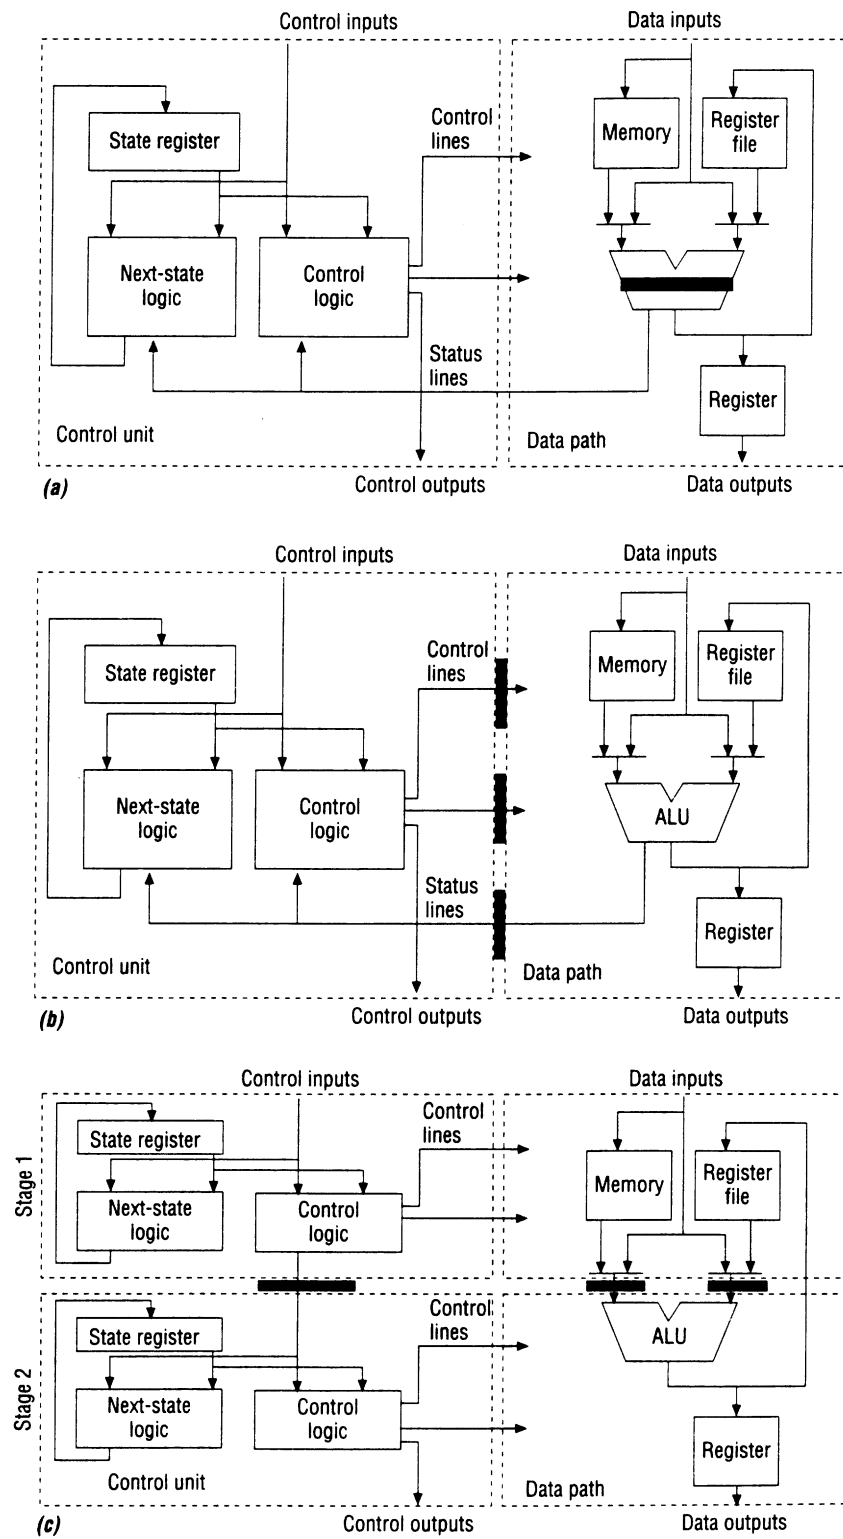 Control inputs
Data inputs
State register
Control
lines
Memory
Register
file
Next-state
logic
Control
logic
Status
lines
Register
Control unit
Data path
(a)
Control outputs
Data outputs
Control inputs
Data inputs
State register
Control
lines
Memory
Register
file
Next-state
logic
Control
logic
ALU
Status
lines
Register
Control unit
Data path
(b)
Control outputs
Data outputs
Control inputs
Data inputs
Stage 1
State register
Control
lines
Memory
Register
file
Next-state
logic
Control
logic
Stage 2
State register
Control
lines
ALU
Next-state
logic
Control
logic
Register
Control unit
Data path
(c)
Control outputs
Data outputs